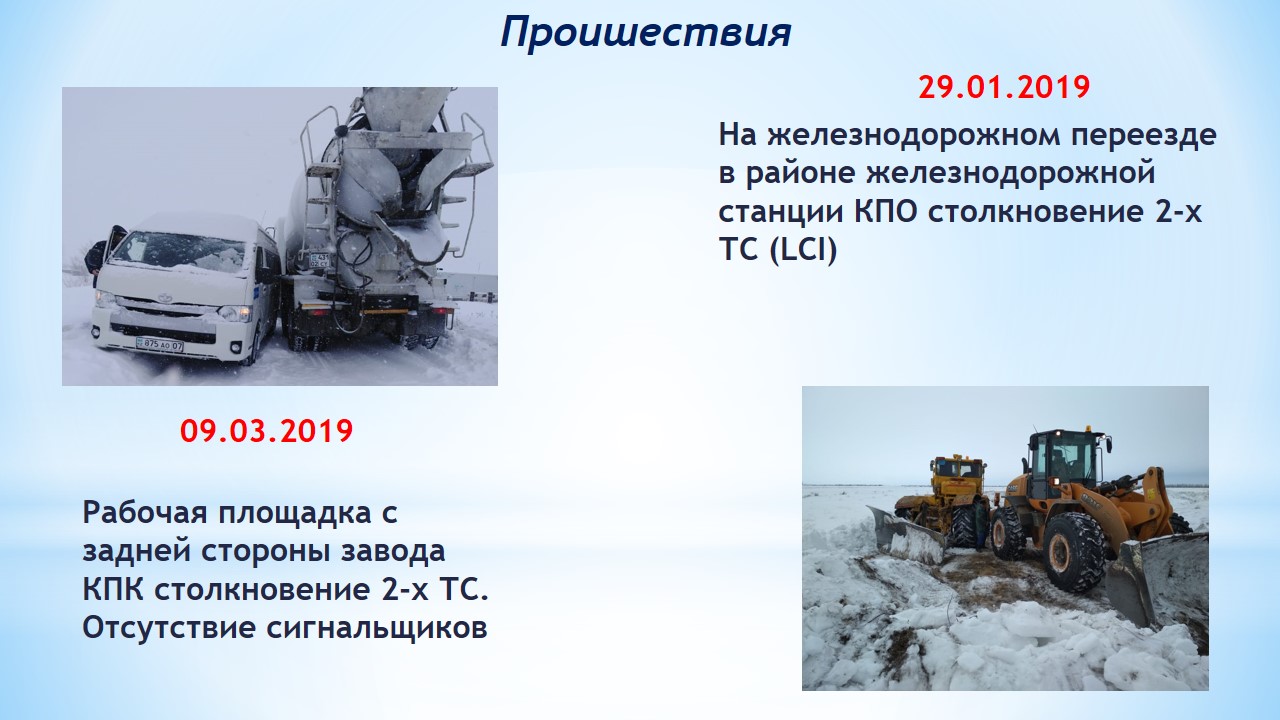 Проишествия
29.01.2019
На железнодорожном переезде
в районе железнодорожной
станции КПО столкновение 2-х
ТС (LCI)
875 AO 07
09.03.2019
Рабочая площадка с
задней стороны завода
КПК столкновение 2-х ТС.
Отсутствие сигнальщиков